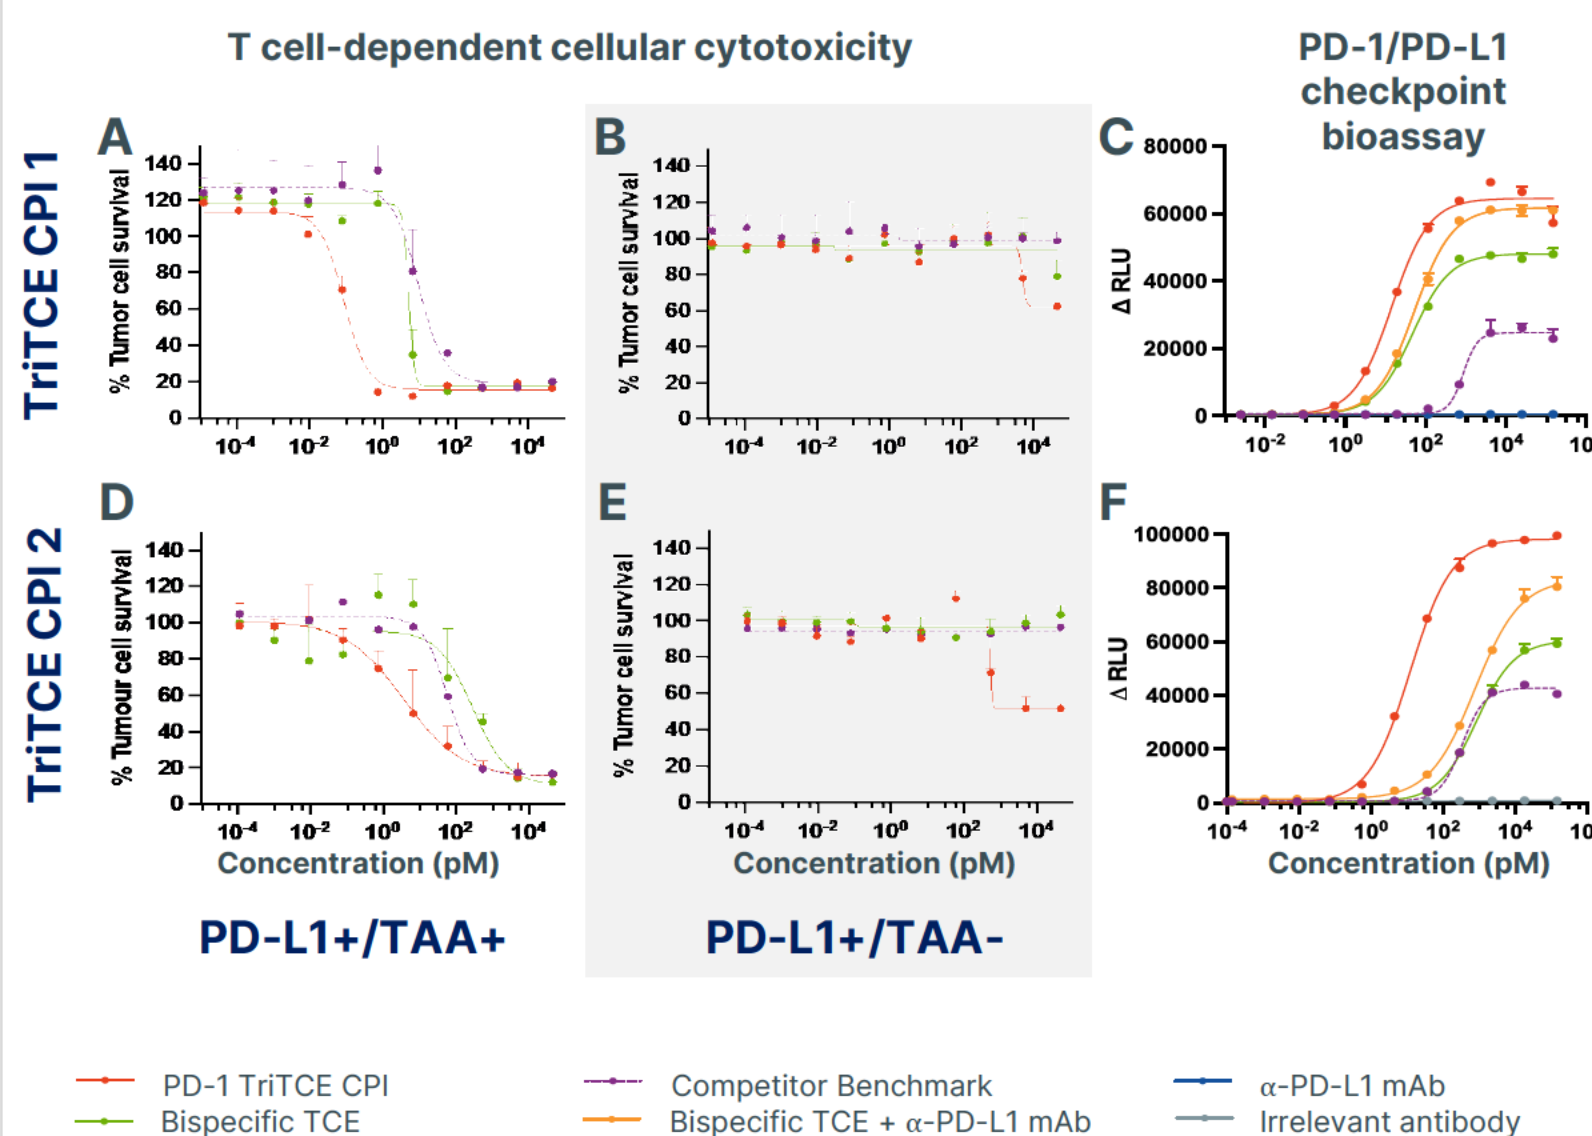 T cell-dependent cellular cytotoxicity
PD-1/PD-L1
checkpoint
bioassay
TriTCE CPI 1
A
% Tumor cell survival
140
120
100
80
60
40
20
0
10⁻⁴ 10⁻² 10⁰ 10² 10⁴
B
% Tumor cell survival
140
120
100
80
60
40
20
0
10⁻⁴ 10⁻² 10⁰ 10² 10⁴
C
Δ RLU
80000
60000
40000
20000
0
10⁻² 10⁰ 10² 10⁴ 10
TriTCE CPI 2
D
% Tumour cell survival
140
120
100
80
60
40
20
0
10⁻⁴ 10⁻² 10⁰ 10² 10⁴
Concentration (pM)
E
% Tumor cell survival
140
120
100
80
60
40
20
0
10⁻⁴ 10⁻² 10⁰ 10² 10⁴
Concentration (pM)
F
Δ RLU
100000
80000
60000
40000
20000
0
10⁻⁴ 10⁻² 10⁰ 10² 10⁴ 10
Concentration (pM)
PD-L1+/TAA+
PD-L1+/TAA-
PD-1 TriTCE CPI
Competitor Benchmark
α-PD-L1 mAb
Bispecific TCE
Bispecific TCE + α-PD-L1 mAb
Irrelevant antibody